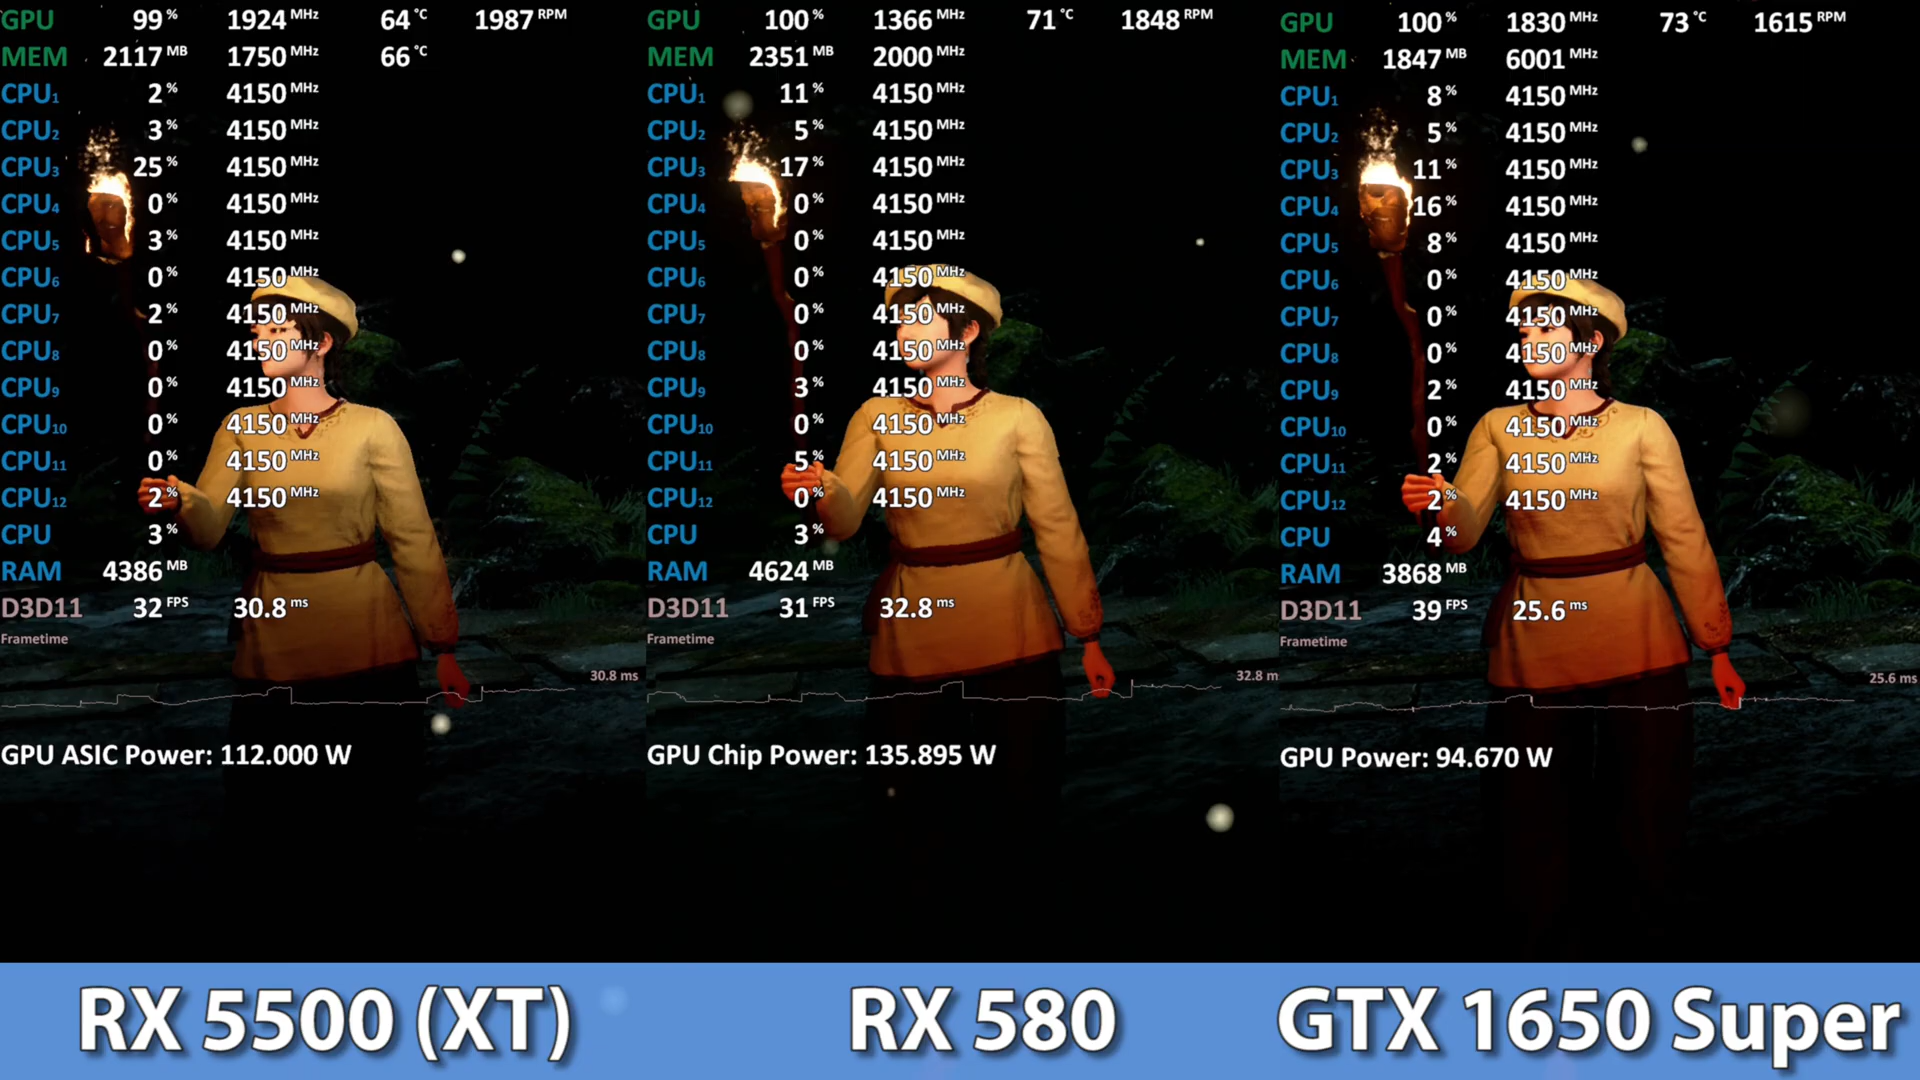 GPU 99 % 1924 MHz 64 °C 1987 RPM
MEM 2117 MB 1750 MHz 66 °C
CPU1 2 % 4150 MHz
CPU2 3 % 4150 MHz
CPU3 25 % 4150 MHz
CPU4 0 % 4150 MHz
CPU5 3 % 4150 MHz
CPU6 0 % 4150 MHz
CPU7 2 % 4150 MHz
CPU8 0 % 4150 MHz
CPU9 0 % 4150 MHz
CPU10 0 % 4150 MHz
CPU11 0 % 4150 MHz
CPU12 2 % 4150 MHz
CPU 3 %
RAM 4386 MB
D3D11 32 FPS 30.8 ms
Frametime
30.8 ms
GPU ASIC Power: 112.000 W
RX 5500 (XT)
GPU 100 % 1366 MHz 71 °C 1848 RPM
MEM 2351 MB 2000 MHz
CPU1 11 % 4150 MHz
CPU2 5 % 4150 MHz
CPU3 17 % 4150 MHz
CPU4 0 % 4150 MHz
CPU5 0 % 4150 MHz
CPU6 0 % 4150 MHz
CPU7 0 % 4150 MHz
CPU8 0 % 4150 MHz
CPU9 3 % 4150 MHz
CPU10 0 % 4150 MHz
CPU11 5 % 4150 MHz
CPU12 0 % 4150 MHz
CPU 3 %
RAM 4624 MB
D3D11 31 FPS 32.8 ms
Frametime
32.8 m
GPU Chip Power: 135.895 W
RX 580
GPU 100 % 1830 MHz 73 °C 1615 RPM
MEM 1847 MB 6001 MHz
CPU1 8 % 4150 MHz
CPU2 5 % 4150 MHz
CPU3 11 % 4150 MHz
CPU4 16 % 4150 MHz
CPU5 8 % 4150 MHz
CPU6 0 % 4150 MHz
CPU7 0 % 4150 MHz
CPU8 0 % 4150 MHz
CPU9 2 % 4150 MHz
CPU10 0 % 4150 MHz
CPU11 2 % 4150 MHz
CPU12 2 % 4150 MHz
CPU 4 %
RAM 3868 MB
D3D11 39 FPS 25.6 ms
Frametime
25.6 ms
GPU Power: 94.670 W
GTX 1650 Super